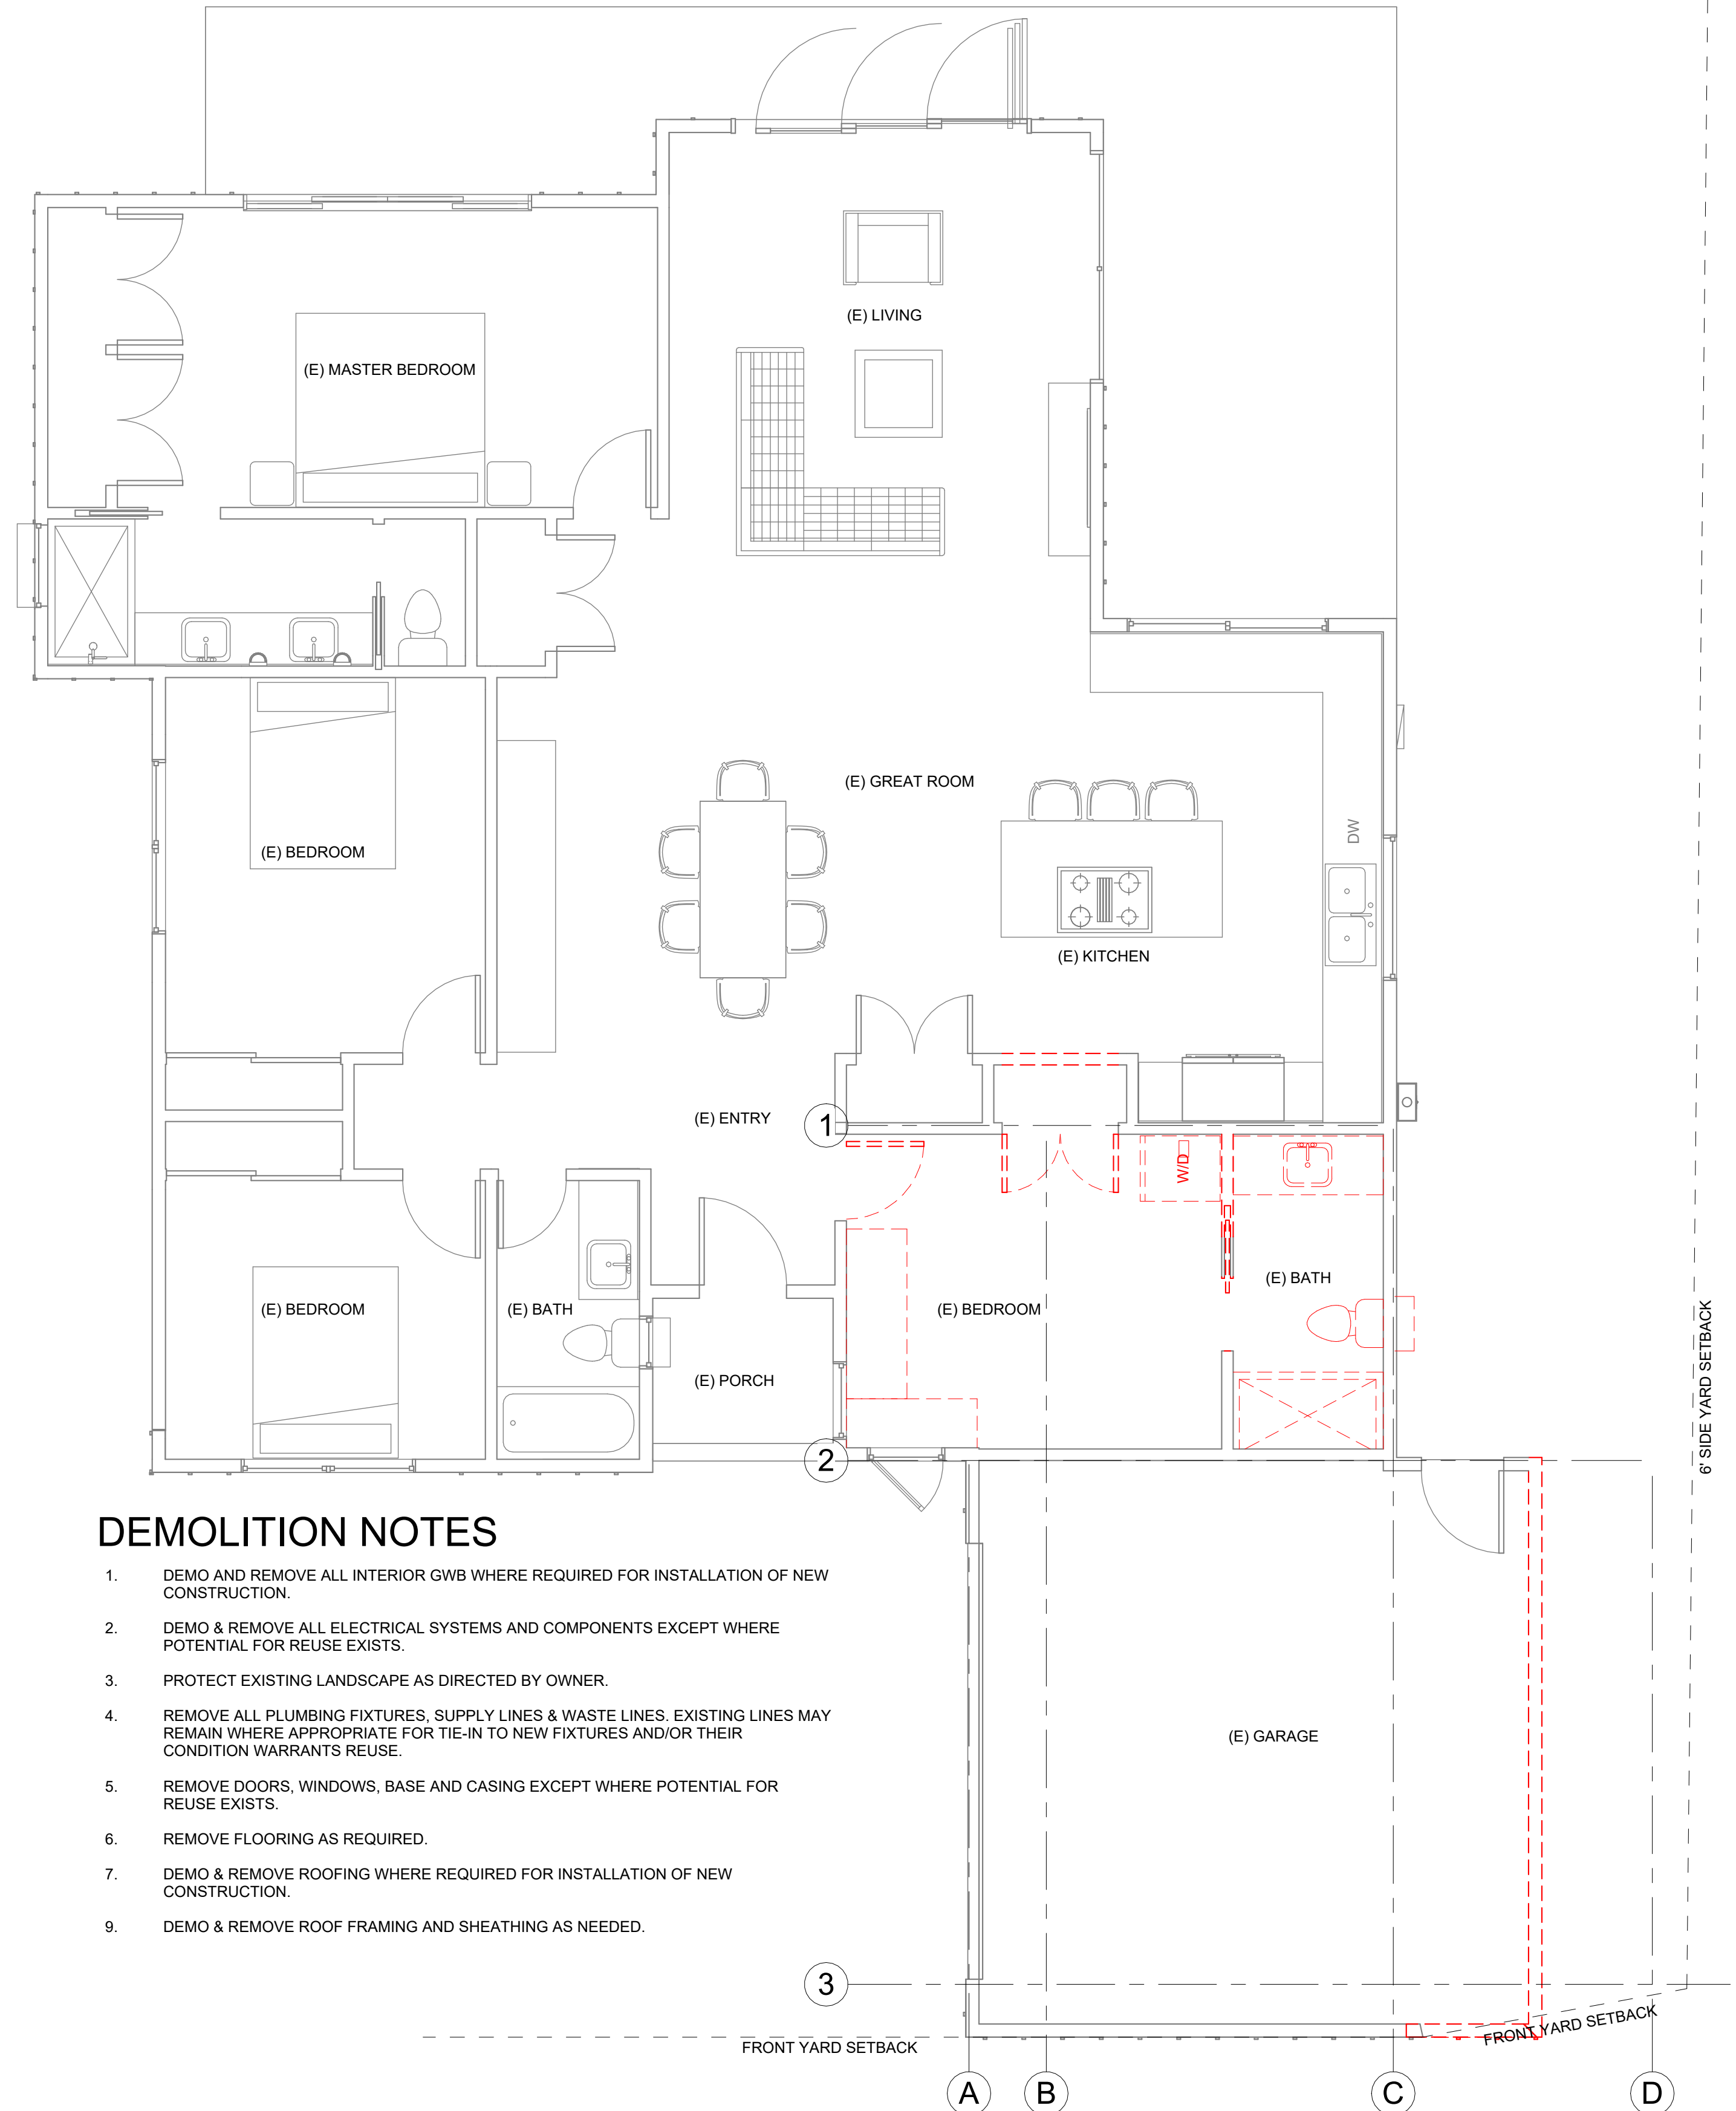 (E) LIVING
(E) MASTER BEDROOM
(E) GREAT ROOM
DW
(E) BEDROOM
(E) KITCHEN
(E) ENTRY
1
W/D
(E) BATH
(E) BEDROOM
(E) BATH
(E) BEDROOM
6' SIDE YARD SETBACK
(E) PORCH
2
DEMOLITION NOTES
1. DEMO AND REMOVE ALL INTERIOR GWB WHERE REQUIRED FOR INSTALLATION OF NEW
CONSTRUCTION.
2. DEMO & REMOVE ALL ELECTRICAL SYSTEMS AND COMPONENTS EXCEPT WHERE
POTENTIAL FOR REUSE EXISTS.
3. PROTECT EXISTING LANDSCAPE AS DIRECTED BY OWNER.
4. REMOVE ALL PLUMBING FIXTURES, SUPPLY LINES & WASTE LINES. EXISTING LINES MAY
REMAIN WHERE APPROPRIATE FOR TIE-IN TO NEW FIXTURES AND/OR THEIR
CONDITION WARRANTS REUSE.
5. REMOVE DOORS, WINDOWS, BASE AND CASING EXCEPT WHERE POTENTIAL FOR
REUSE EXISTS.
6. REMOVE FLOORING AS REQUIRED.
7. DEMO & REMOVE ROOFING WHERE REQUIRED FOR INSTALLATION OF NEW
CONSTRUCTION.
9. DEMO & REMOVE ROOF FRAMING AND SHEATHING AS NEEDED.
(E) GARAGE
3
FRONT YARD SETBACK
FRONT YARD SETBACK
A
B
C
D